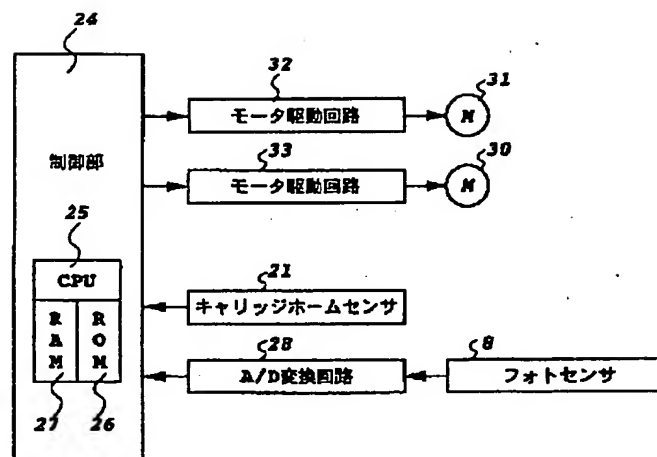 24
32
31
モータ駆動回路
M
制御部
33
30
モータ駆動回路
M
25
CPU
RAM
ROM
27
26
21
キャリッジホームセンサ
28
8
A/D変換回路
フォトセンサ